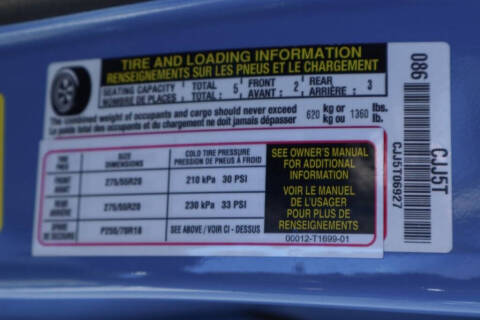 TIRE AND LOADING INFORMATION
RENSEIGNEMENTS SUR LES PNEUS ET LE CHARGEMENT
SEATING CAPACITY TOTAL 5 FRONT 2 REAR 3
NOMBRE DE PLACES TOTAL : AVANT : ARRIÈRE :
The combined weight of occupants and cargo should never exceed 620 kg or 1360 lbs.
Le poids total des occupants et du chargement ne doit jamais dépasser kg ou lb.
TIRE SIZE COLD TIRE PRESSURE
PNEU DIMENSIONS PRESSION DE PNEUS À FROID
FRONT
AVANT 275/55R20 210 kPa 30 PSI
REAR
ARRIÈRE 275/55R20 230 kPa 33 PSI
SPARE
DE SECOURS SEE ABOVE / VOIR CI - DESSUS
SEE OWNER'S MANUAL
FOR ADDITIONAL
INFORMATION
VOIR LE MANUEL
DE L'USAGER
POUR PLUS DE
RENSEIGNEMENTS
00012-T1699-01
086
CJJ5T
CJJ5T06927